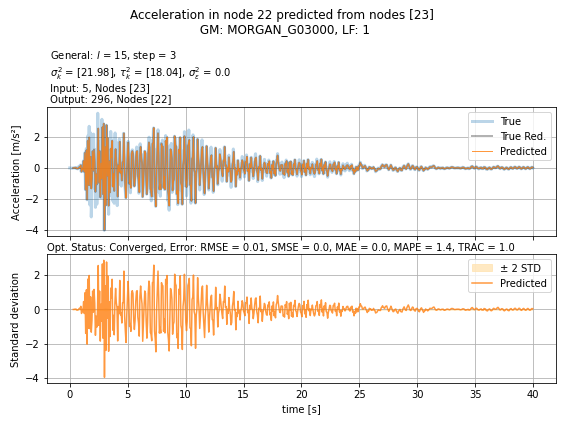 Acceleration in node 22 predicted from nodes [23]
GM: MORGAN_G03000, LF: 1
General: l = 15, step = 3
σ²ₖ = [21.98], τ²ₖ = [18.04], σ²ε = 0.0
Input: 5, Nodes [23]
Output: 296, Nodes [22]
Acceleration [m/s²]
2
0
−2
−4
True
True Red.
Predicted
Opt. Status: Converged, Error: RMSE = 0.01, SMSE = 0.0, MAE = 0.0, MAPE = 1.4, TRAC = 1.0
Standard deviation
2
0
−2
−4
± 2 STD
Predicted
0 5 10 15 20 25 30 35 40
time [s]